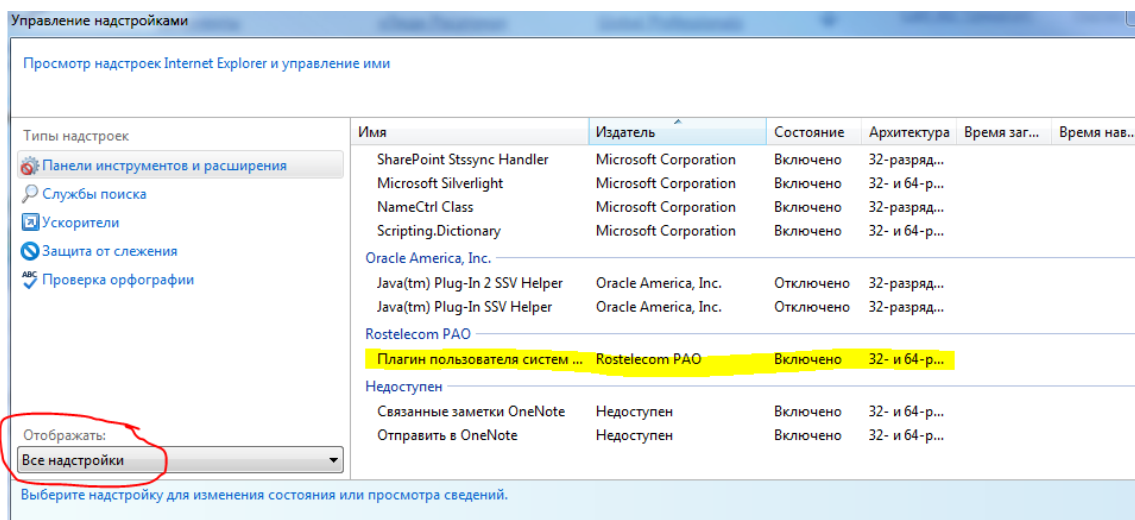 Управление надстройками
Просмотр надстроек Internet Explorer и управление ими
Типы надстроек
Панели инструментов и расширения
Службы поиска
Ускорители
Защита от слежения
ABC Проверка орфографии
Отображать:
Все надстройки
Имя Издатель Состояние Архитектура Время заг... Время нав...
SharePoint Stssync Handler Microsoft Corporation Включено 32-разряд...
Microsoft Silverlight Microsoft Corporation Включено 32- и 64-р...
NameCtrl Class Microsoft Corporation Включено 32-разряд...
Scripting.Dictionary Microsoft Corporation Включено 32- и 64-р...
Oracle America, Inc.
Java(tm) Plug-In 2 SSV Helper Oracle America, Inc. Отключено 32-разряд...
Java(tm) Plug-In SSV Helper Oracle America, Inc. Отключено 32-разряд...
Rostelecom PAO
Плагин пользователя систем ... Rostelecom PAO Включено 32- и 64-р...
Недоступен
Связанные заметки OneNote Недоступен Включено 32- и 64-р...
Отправить в OneNote Недоступен Включено 32- и 64-р...
Выберите надстройку для изменения состояния или просмотра сведений.